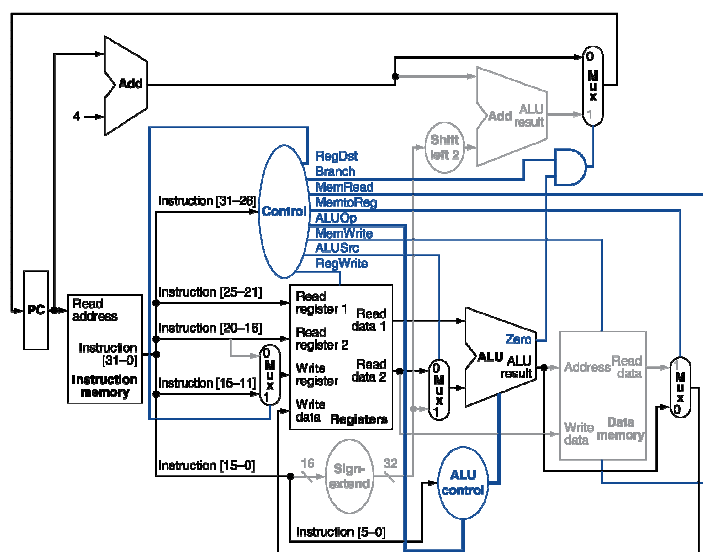 0
M
u
x
1
Add
4
Add
ALU
result
Shift
left 2
RegDst
Branch
MemRead
MemtoReg
ALUOp
MemWrite
ALUSrc
RegWrite
Control
Instruction [31–26]
PC
Read
address
Instruction
[31–0]
Instruction
memory
Instruction [25–21]
Instruction [20–16]
Instruction [15–11]
Instruction [15–0]
Instruction [5–0]
0
M
u
x
1
Read
register 1
Read
register 2
Write
register
Write
data
Read
data 1
Read
data 2
Registers
0
M
u
x
1
Zero
ALU
ALU
result
Address
Read
data
Write
data
Data
memory
1
M
u
x
0
16
Sign-
extend
32
ALU
control